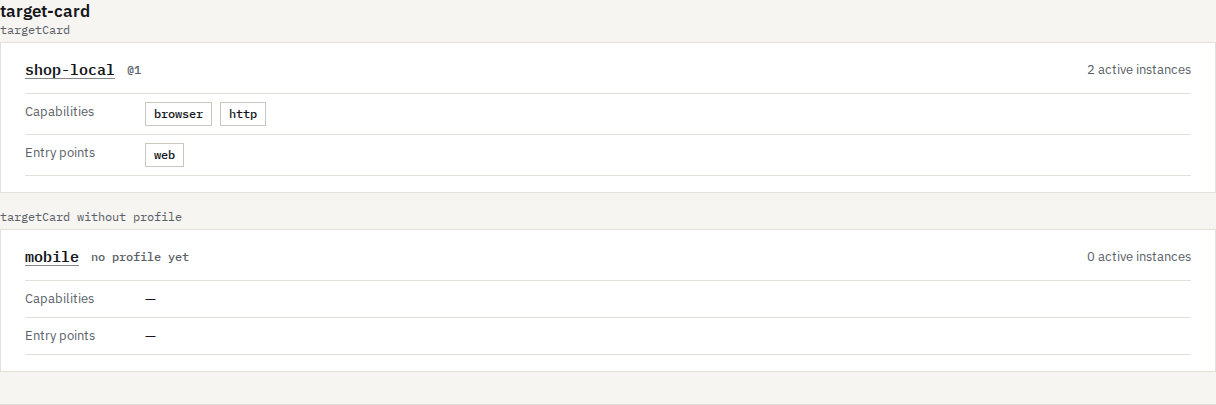 target-card
targetCard
shop-local @1 2 active instances
Capabilities browser http
Entry points web
targetCard without profile
mobile no profile yet 0 active instances
Capabilities —
Entry points —